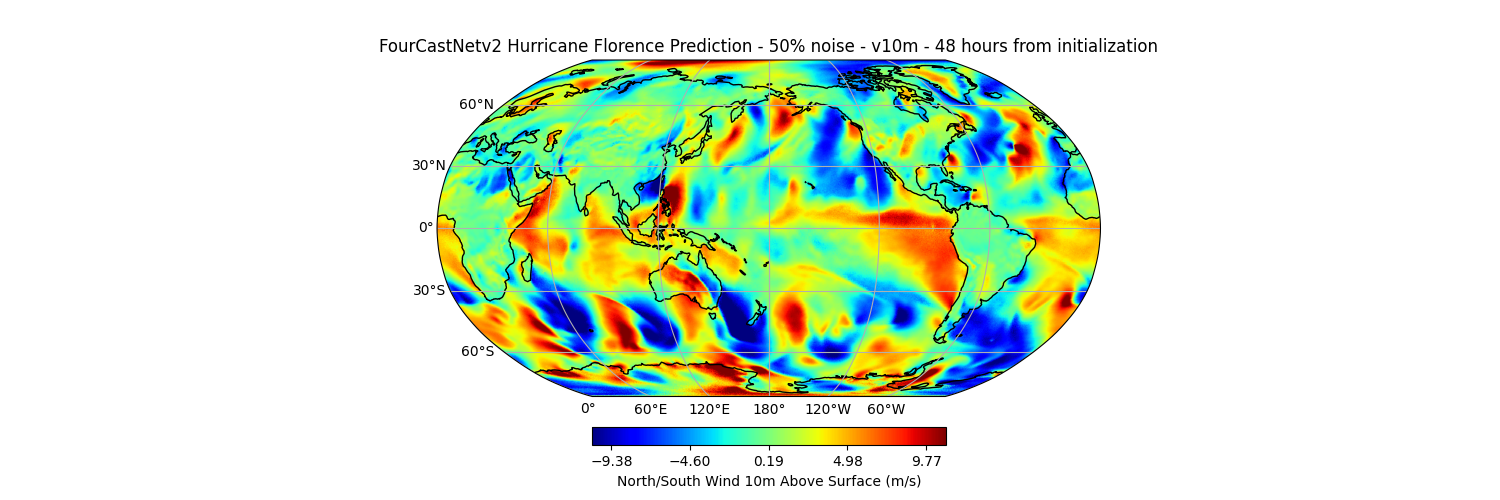 FourCastNetv2 Hurricane Florence Prediction - 50% noise - v10m - 48 hours from initialization
60°N
30°N
0°
30°S
60°S
0° 60°E 120°E 180° 120°W 60°W
−9.38 −4.60 0.19 4.98 9.77
North/South Wind 10m Above Surface (m/s)